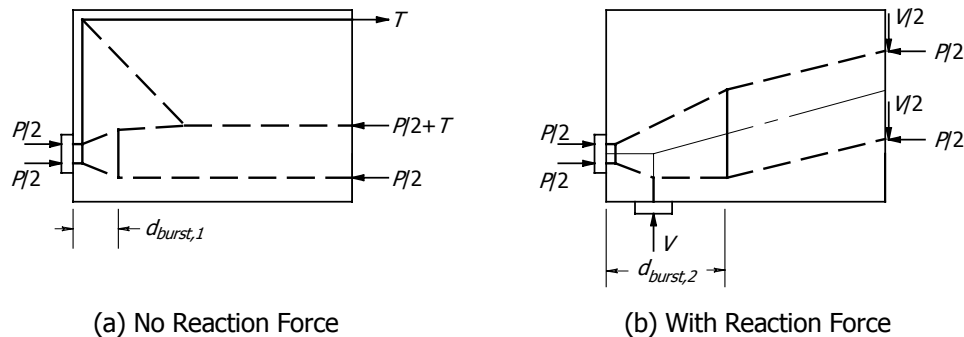 T
P/2
P/2
P/2+T
P/2
d_burst,1
(a) No Reaction Force
V/2
P/2
V/2
P/2
P/2
P/2
V
d_burst,2
(b) With Reaction Force